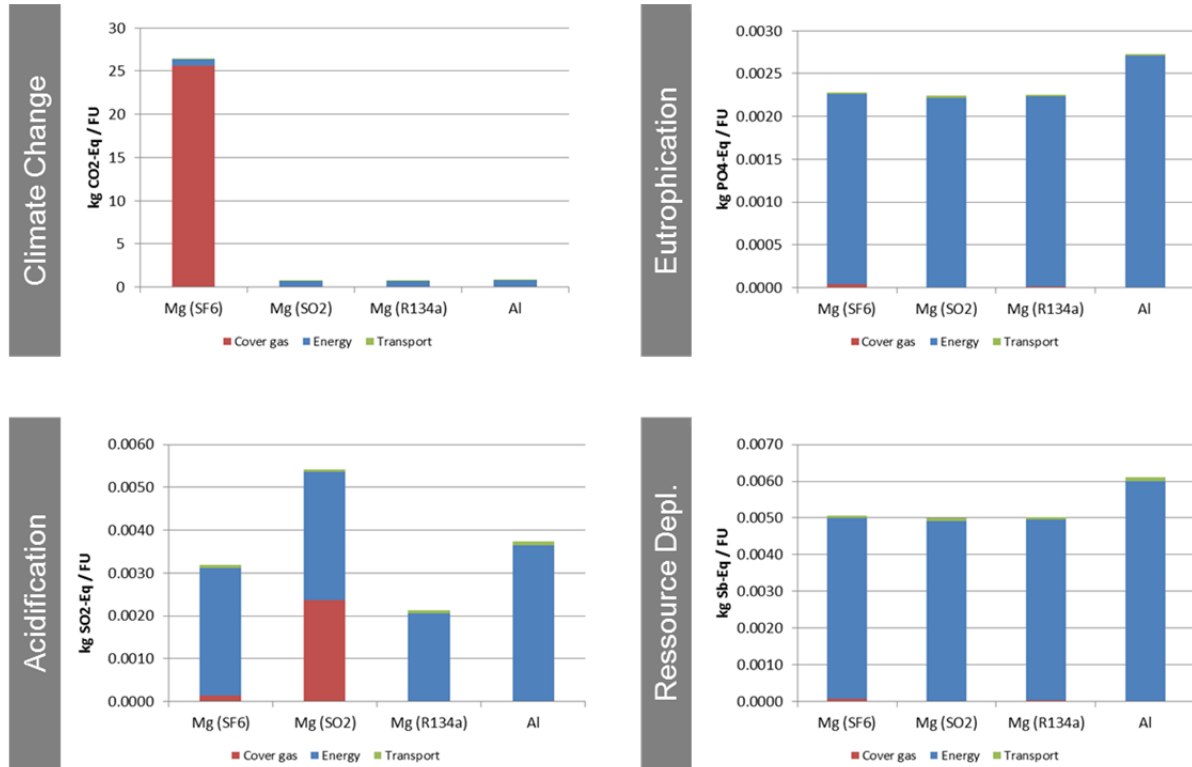 Climate Change
kg CO2-Eq / FU
30
25
20
15
10
5
0
Mg (SF6) Mg (SO2) Mg (R134a) Al
Cover gas Energy Transport
Eutrophication
kg PO4-Eq / FU
0.0030
0.0025
0.0020
0.0015
0.0010
0.0005
0.0000
Mg (SF6) Mg (SO2) Mg (R134a) Al
Cover gas Energy Transport
Acidification
kg SO2-Eq / FU
0.0060
0.0050
0.0040
0.0030
0.0020
0.0010
0.0000
Mg (SF6) Mg (SO2) Mg (R134a) Al
Cover gas Energy Transport
Ressource Depl.
kg Sb-Eq / FU
0.0070
0.0060
0.0050
0.0040
0.0030
0.0020
0.0010
0.0000
Mg (SF6) Mg (SO2) Mg (R134a) Al
Cover gas Energy Transport